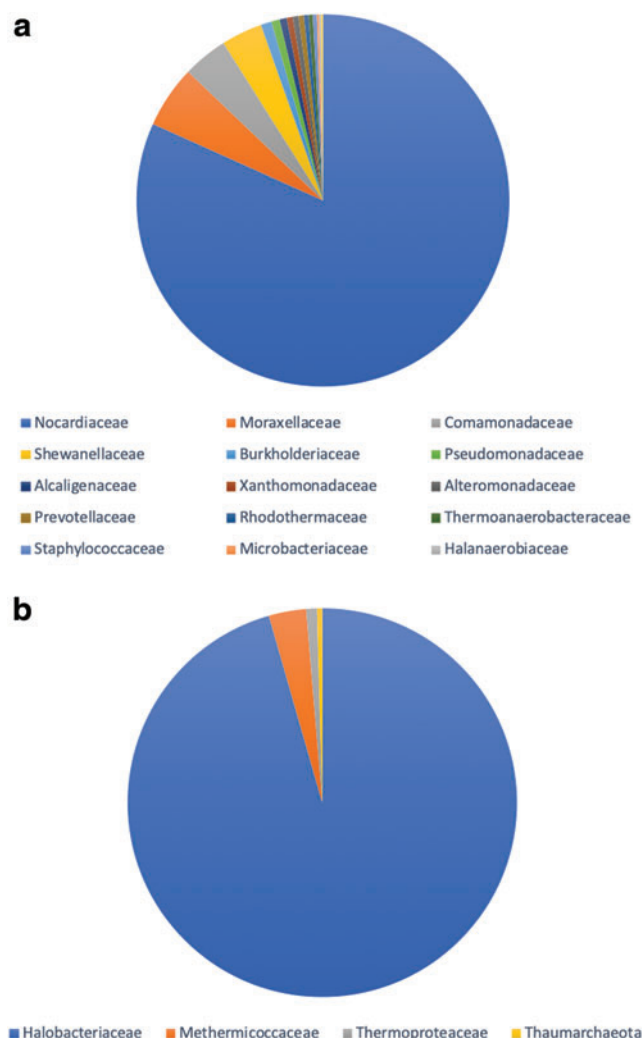 a
Nocardiaceae Moraxellaceae Comamonadaceae
Shewanellaceae Burkholderiaceae Pseudomonadaceae
Alcaligenaceae Xanthomonadaceae Alteromonadaceae
Prevotellaceae Rhodothermaceae Thermoanaerobacteraceae
Staphylococcaceae Microbacteriaceae Halanaerobiaceae
b
Halobacteriaceae Methermicoccaceae Thermoproteaceae Thaumarchaeota